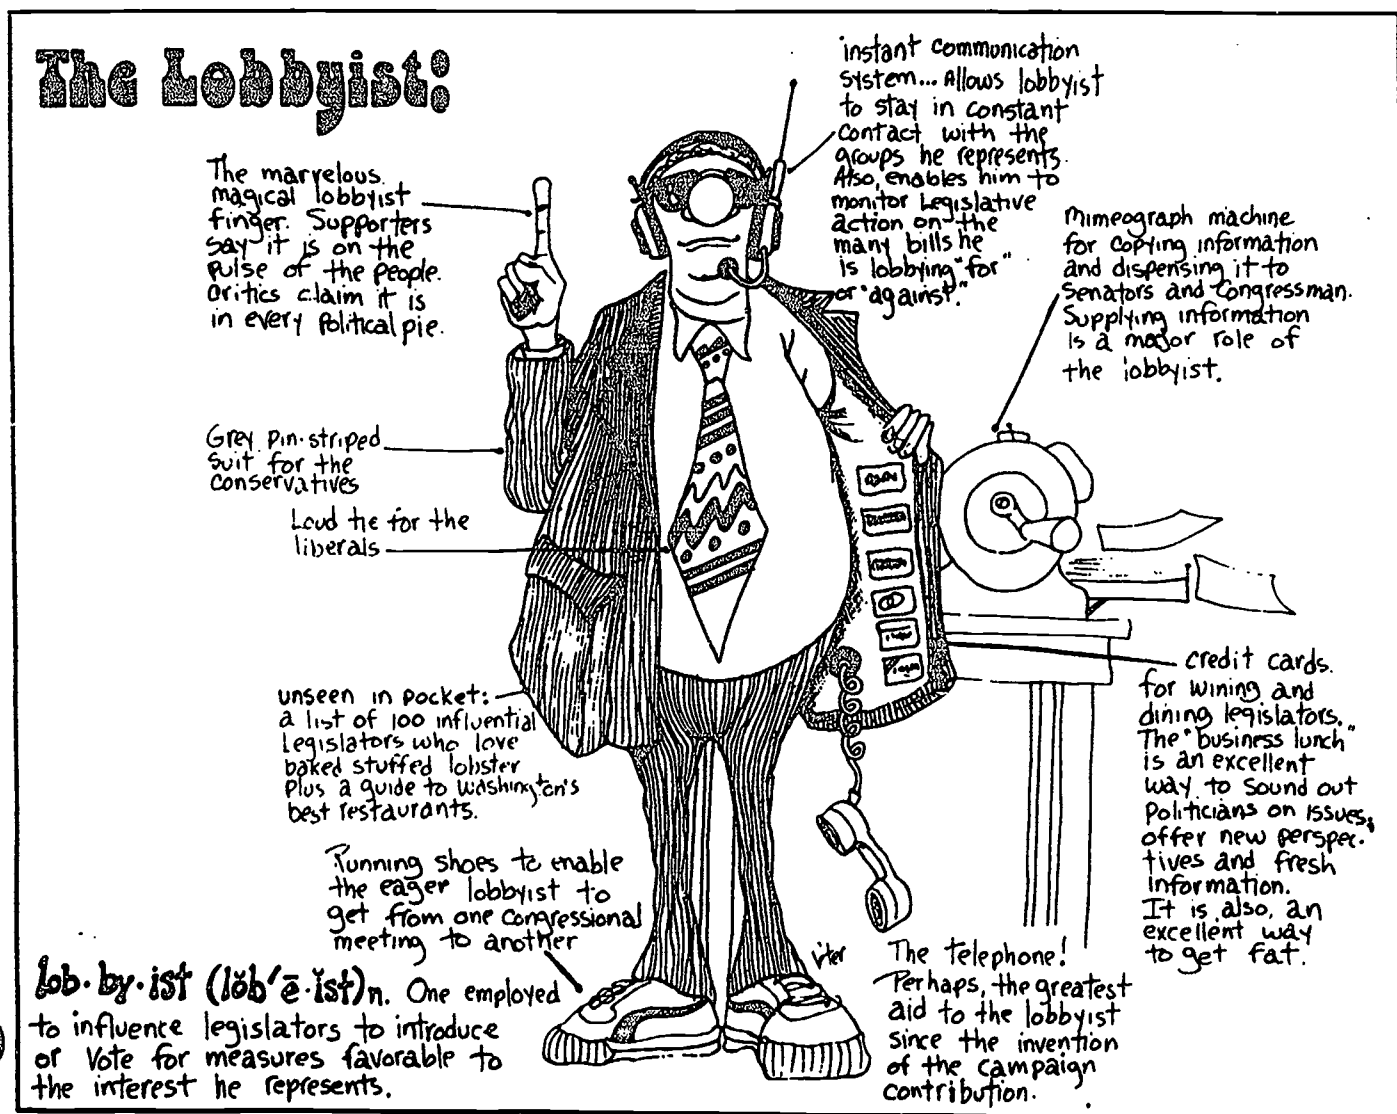 The Lobbyist:
The marvelous
magical lobbyist
finger. Supporters
say it is on the
pulse of the people.
Critics claim it is
in every political pie.
instant communication
system... Allows lobbyist
to stay in constant
contact with the
groups he represents.
Also, enables him to
monitor Legislative
action on the
many bills he
is lobbying "for"
or "against."
Mimeograph machine
for copying information
and dispensing it to
Senators and Congressman.
Supplying information
is a major role of
the lobbyist.
Grey pin-striped
suit for the
conservatives
Loud tie for the
liberals
unseen in pocket:
a list of 100 influential
Legislators who love
baked stuffed lobster
Plus a guide to Washington's
best restaurants.
credit cards.
for wining and
dining legislators.
The "business lunch"
is an excellent
way to sound out
Politicians on issues,
offer new perspec-
tives and fresh
information.
It is also, an
excellent way
to get fat.
Running shoes to enable
the eager lobbyist to
get from one Congressional
meeting to another
The Telephone!
Perhaps, the greatest
aid to the lobbyist
since the invention
of the campaign
contribution.
lob·by·ist (lŏb′ē·ĭst) n. One employed
to influence legislators to introduce
or vote for measures favorable to
the interest he represents.